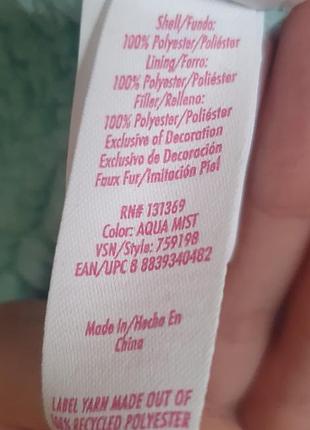 Shell/Funda:
100% Polyester/Poliéster
Lining/Forro:
100% Polyester/Poliéster
Filler/Relleno:
100% Polyester/Poliéster
Exclusive of Decoration
Exclusivo de Decoración
Faux Fur/Imitación Piel
RN# 131369
Color: AQUA MIST
VSN/Style: 759198
EAN/UPC 8 8839340482
Made In/Hecha En
China
LABEL YARN MADE OUT OF
100% RECYCLED POLYESTER